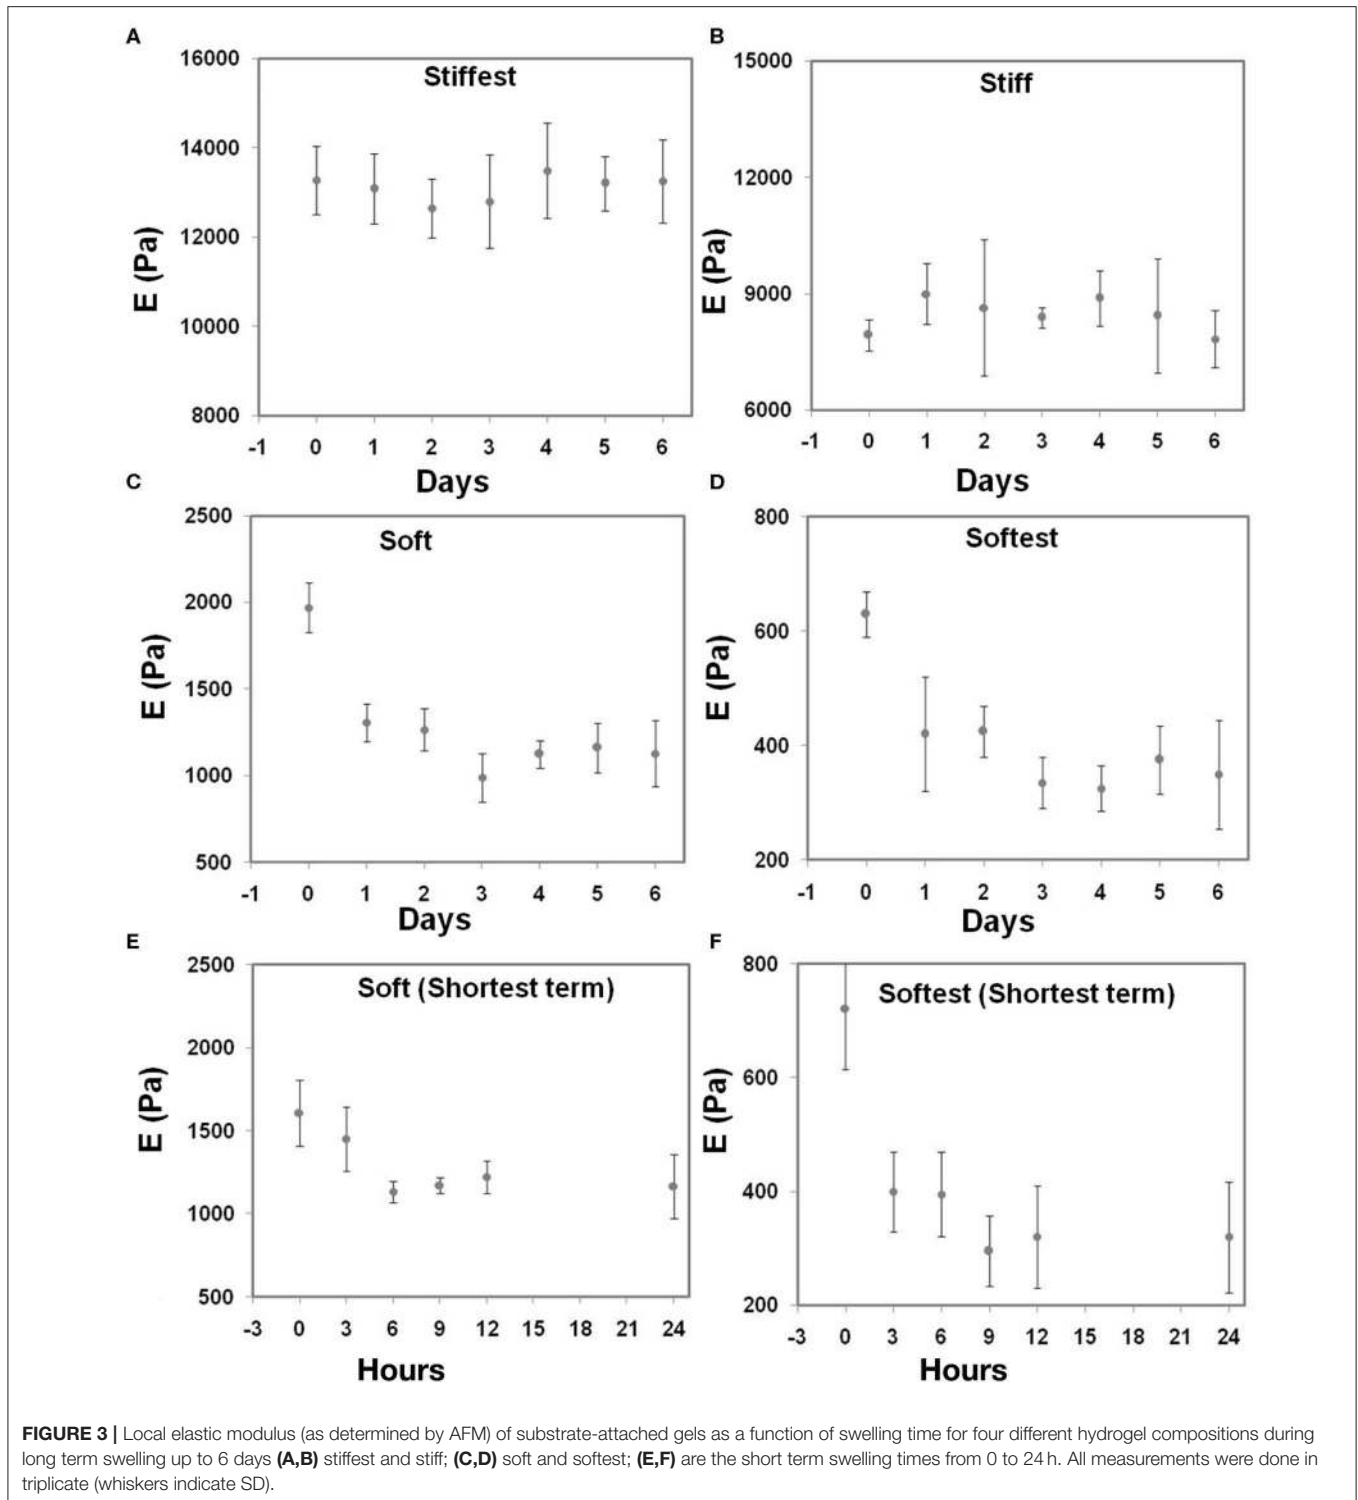 A
Stiffest
16000
14000
12000
10000
8000
E (Pa)
-1 0 1 2 3 4 5 6
Days
B
Stiff
15000
12000
9000
6000
E (Pa)
-1 0 1 2 3 4 5 6
Days
C
Soft
2500
2000
1500
1000
500
E (Pa)
-1 0 1 2 3 4 5 6
Days
D
Softest
800
600
400
200
E (Pa)
-1 0 1 2 3 4 5 6
Days
E
Soft (Shortest term)
2500
2000
1500
1000
500
E (Pa)
-3 0 3 6 9 12 15 18 21 24
Hours
F
Softest (Shortest term)
800
600
400
200
E (Pa)
-3 0 3 6 9 12 15 18 21 24
Hours
FIGURE 3 | Local elastic modulus (as determined by AFM) of substrate-attached gels as a function of swelling time for four different hydrogel compositions during
long term swelling up to 6 days (A,B) stiffest and stiff; (C,D) soft and softest; (E,F) are the short term swelling times from 0 to 24 h. All measurements were done in
triplicate (whiskers indicate SD).